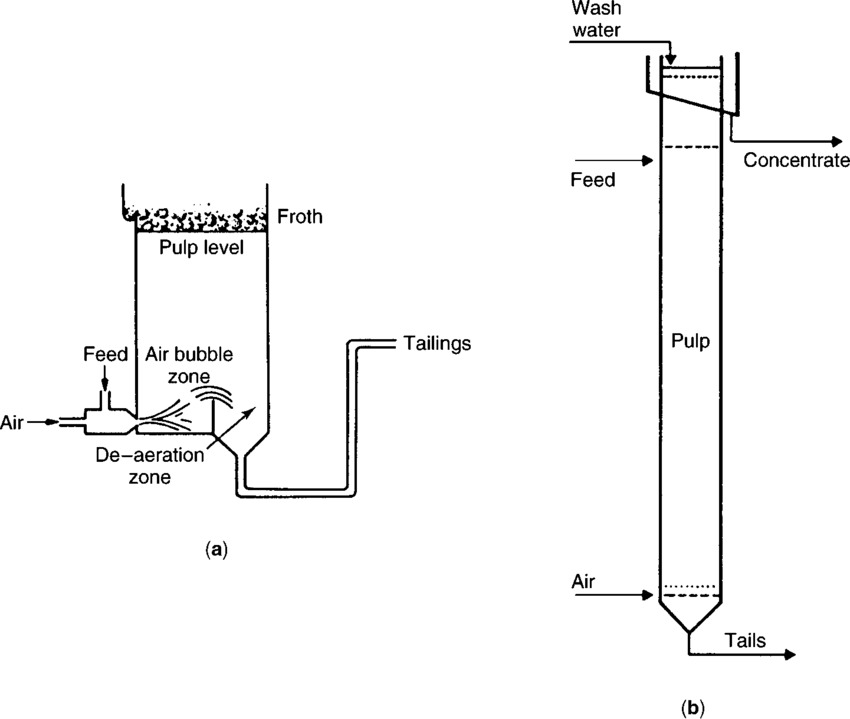 Froth
Pulp level
Feed
Air bubble
zone
Tailings
Air
De-aeration
zone
(a)
Wash
water
Concentrate
Feed
Pulp
Air
Tails
(b)